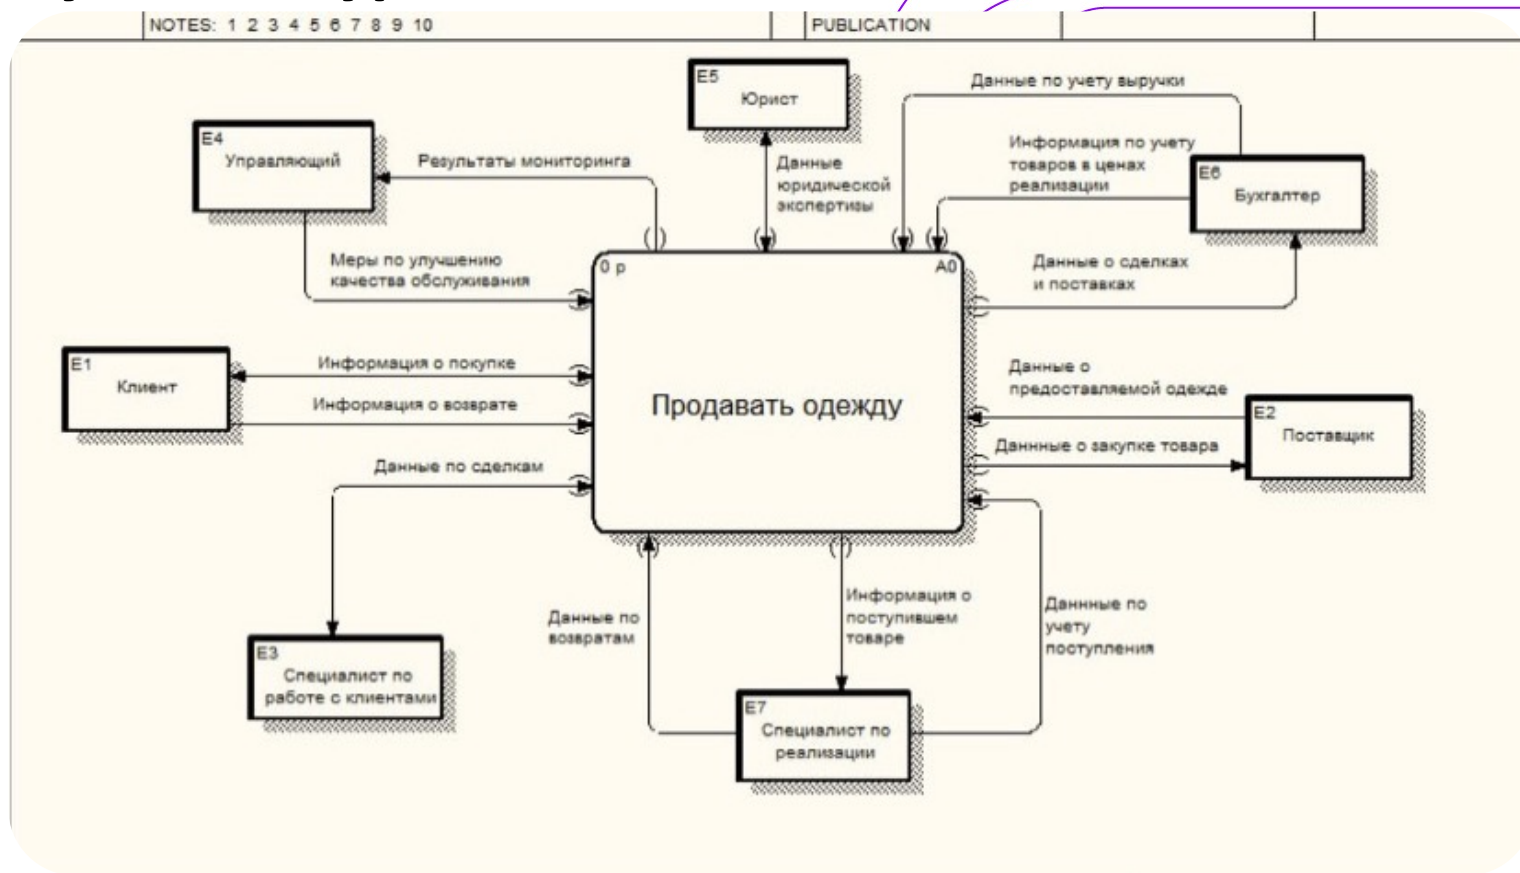 NOTES: 1 2 3 4 5 6 7 8 9 10
PUBLICATION
E5
Юрист
Данные по учету выручки
E4
Управляющий
Результаты мониторинга
Данные
юридической
экспертизы
Информация по учету
товаров в ценах
реализации
E6
Бухгалтер
Меры по улучшению
качества обслуживания
0 р
A0
Данные о сделках
и поставках
E1
Клиент
Информация о покупке
Информация о возврате
Продавать одежду
Данные о
предоставляемой одежде
E2
Поставщик
Даннные о закупке товара
Данные по сделкам
E3
Специалист по
работе с клиентами
Данные по
возвратам
Информация о
поступившем
товаре
Даннные по
учету
поступления
E7
Специалист по
реализации